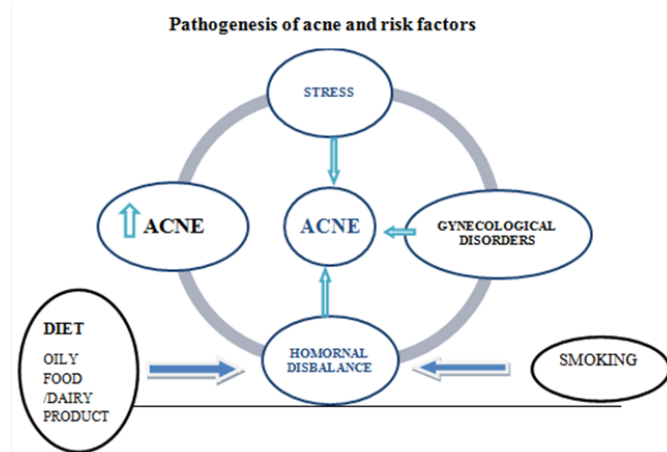 Pathogenesis of acne and risk factors
STRESS
ACNE
ACNE
GYNECOLOGICAL
DISORDERS
DIET
OILY
FOOD
/DAIRY
PRODUCT
HOMORNAL
DISBALANCE
SMOKING